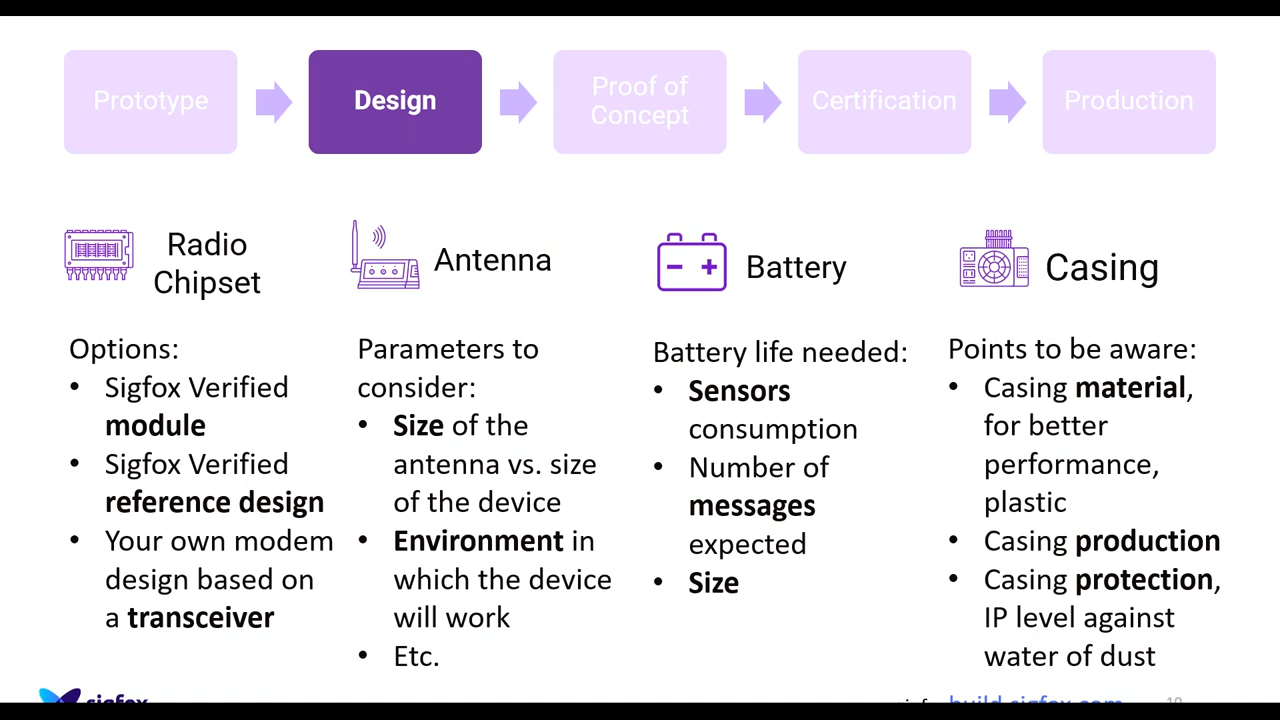 Prototype
Design
Proof of
Concept
Certification
Production
Radio
Chipset
Antenna
Battery
Casing
Options:
• Sigfox Verified
module
• Sigfox Verified
reference design
• Your own modem
design based on
a transceiver
Parameters to
consider:
• Size of the
antenna vs. size
of the device
• Environment in
which the device
will work
• Etc.
Battery life needed:
• Sensors
consumption
• Number of
messages
expected
• Size
Points to be aware:
• Casing material,
for better
performance,
plastic
• Casing production
• Casing protection,
IP level against
water of dust
sigfox
build.sigfox.com